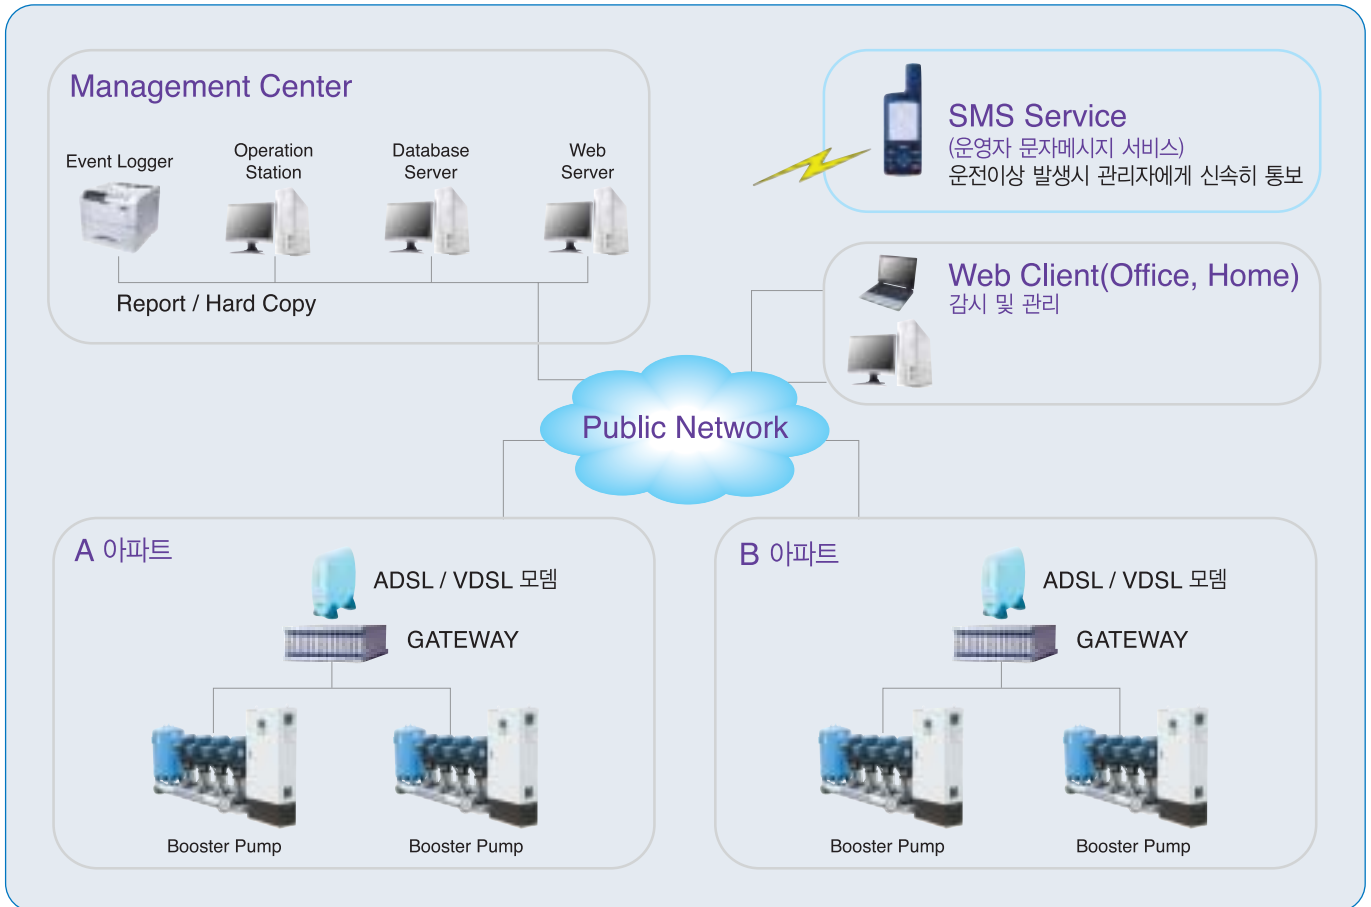 Management Center
Event Logger
Operation
Station
Database
Server
Web
Server
Report / Hard Copy
SMS Service
(운영자 문자메시지 서비스)
운전이상 발생시 관리자에게 신속히 통보
Web Client(Office, Home)
감시 및 관리
Public Network
A 아파트
ADSL / VDSL 모뎀
GATEWAY
Booster Pump
Booster Pump
B 아파트
ADSL / VDSL 모뎀
GATEWAY
Booster Pump
Booster Pump